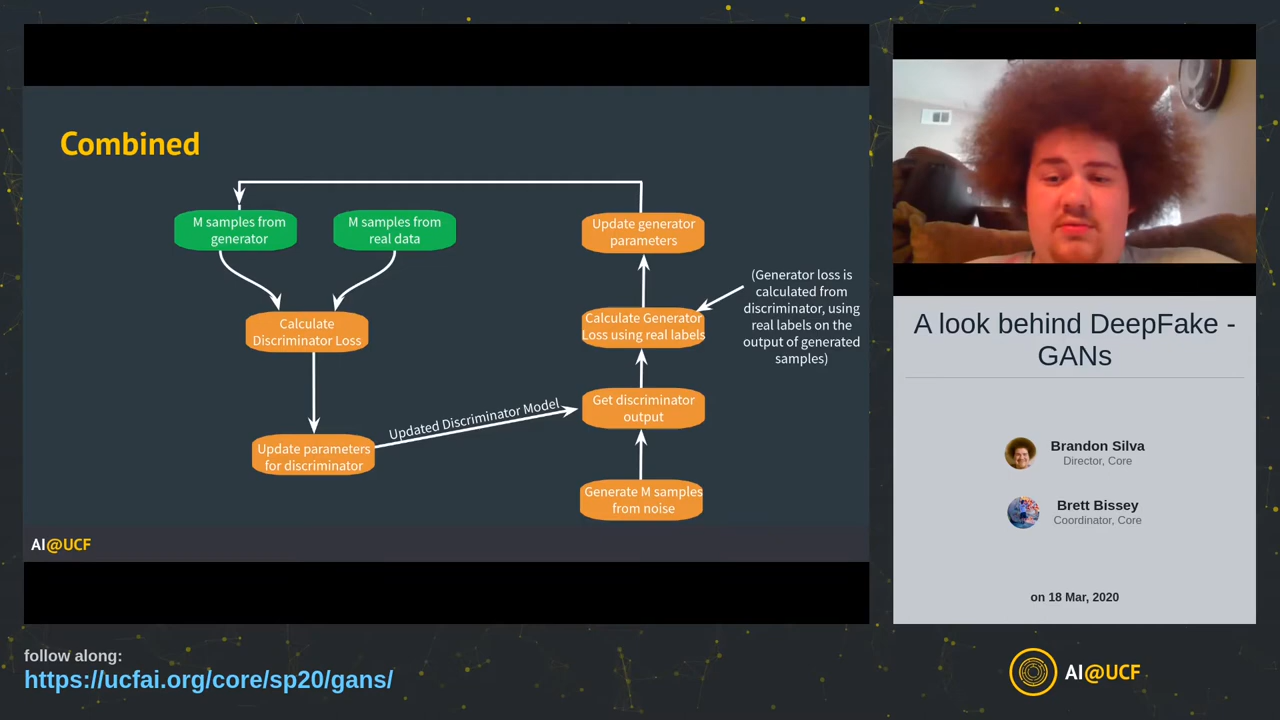 Combined
M samples from
generator
M samples from
real data
Update generator
parameters
(Generator loss is
calculated from
discriminator, using
real labels on the
output of generated
samples)
Calculate
Discriminator Loss
Calculate Generator
Loss using real labels
Get discriminator
output
Updated Discriminator Model
Update parameters
for discriminator
Generate M samples
from noise
AI@UCF
A look behind DeepFake -
GANs
Brandon Silva
Director, Core
Brett Bissey
Coordinator, Core
on 18 Mar, 2020
follow along:
https://ucfai.org/core/sp20/gans/
AI@UCF